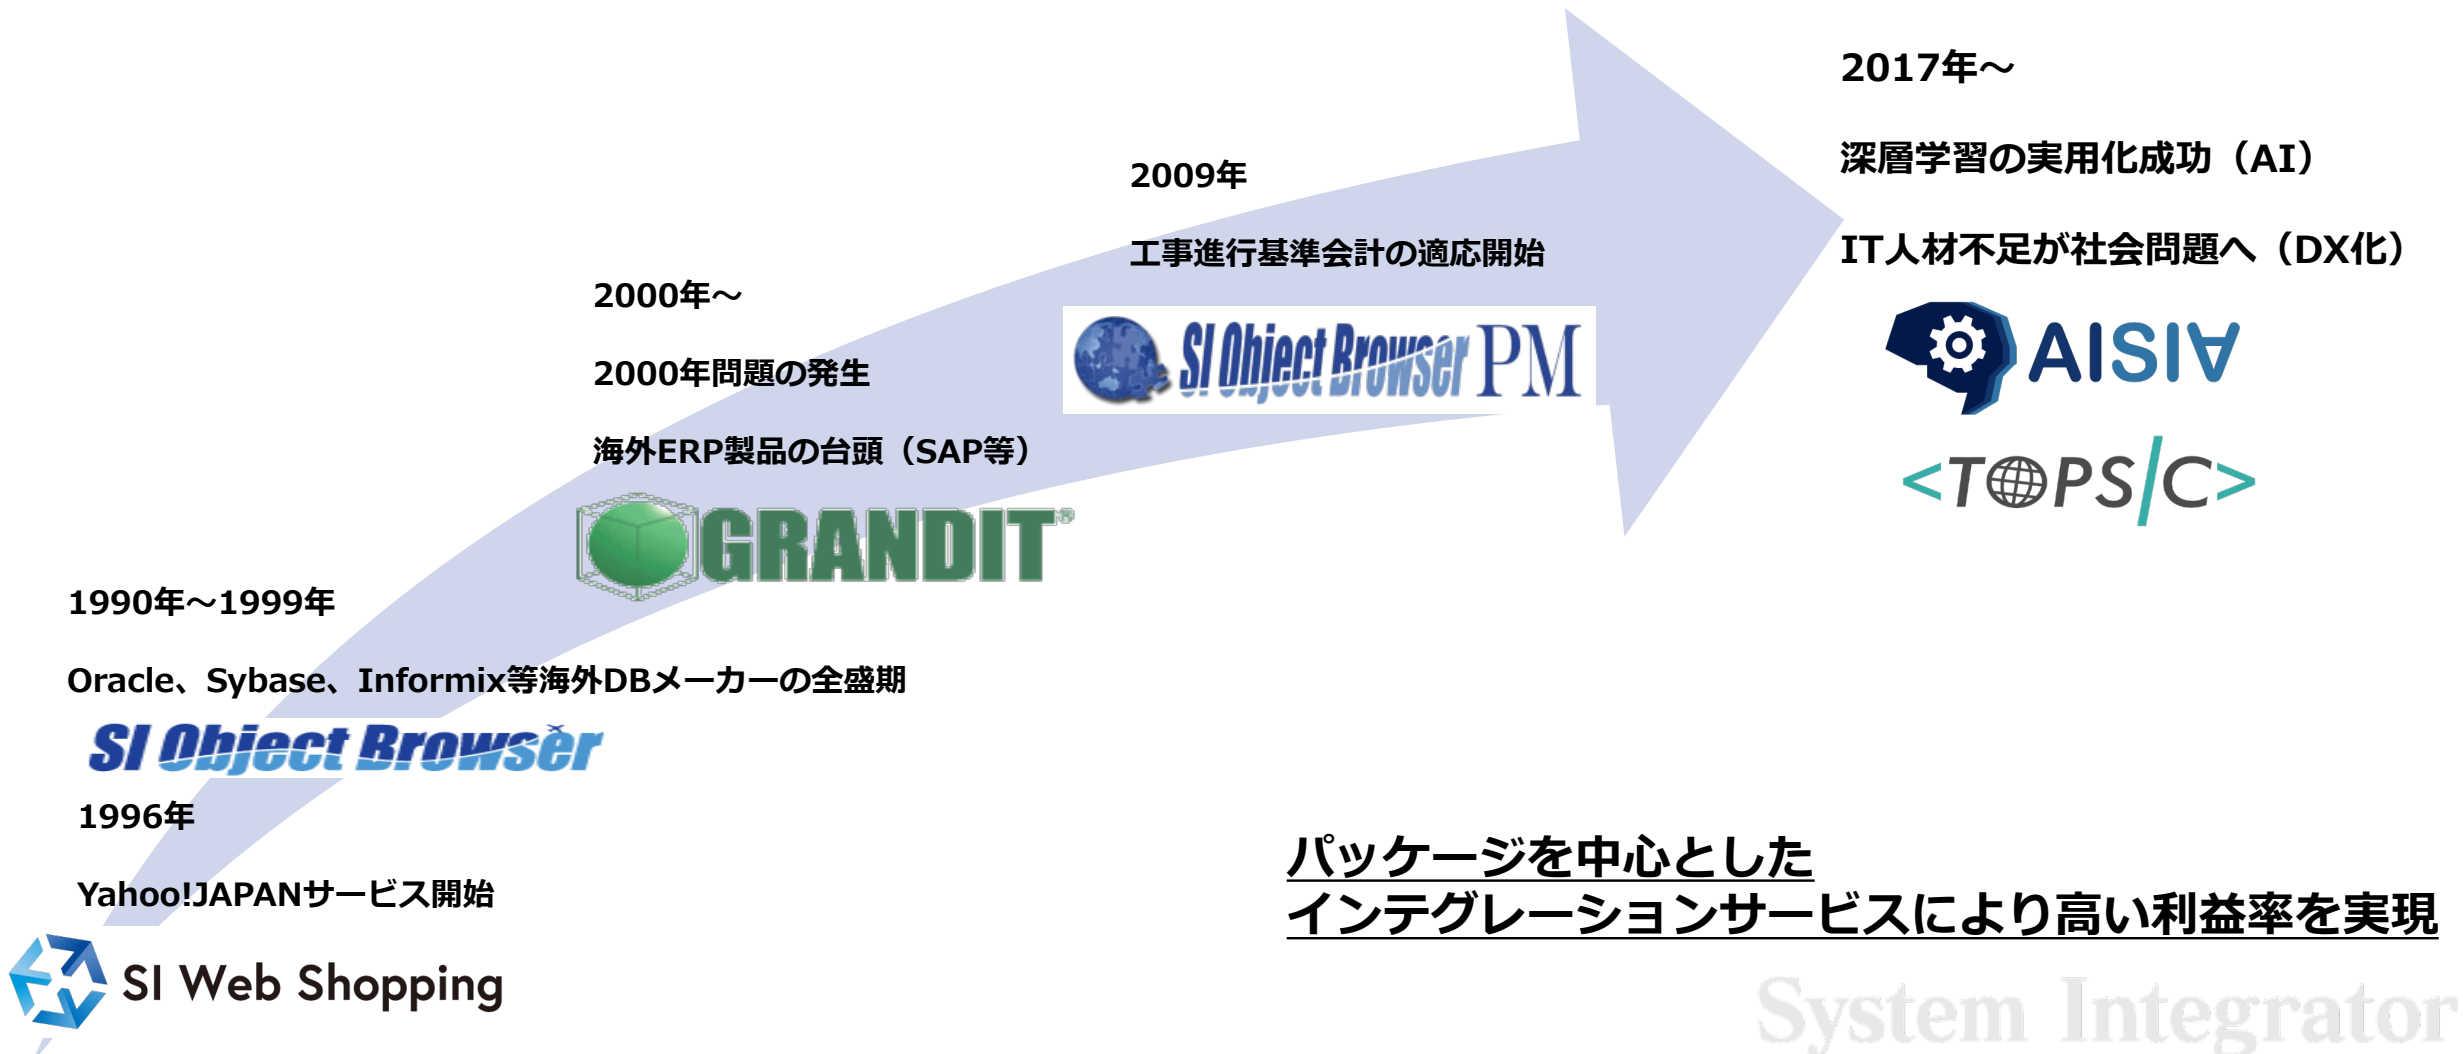 1990年～1999年
Oracle、Sybase、Informix等海外DBメーカーの全盛期
SI Object Browser
1996年
Yahoo!JAPANサービス開始
SI Web Shopping
2000年～
2000年問題の発生
海外ERP製品の台頭（SAP等）
GRANDIT®
2009年
工事進行基準会計の適応開始
SI Object Browser PM
2017年～
深層学習の実用化成功（AI）
IT人材不足が社会問題へ（DX化）
AISI∀
<TOPSIC>
パッケージを中心とした
インテグレーションサービスにより高い利益率を実現
System Integrator